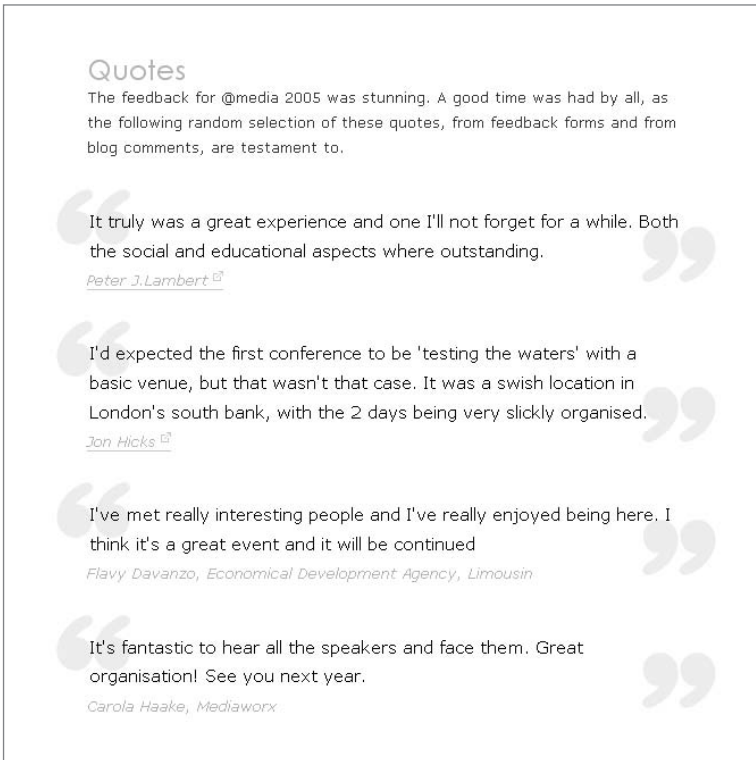 Quotes
The feedback for @media 2005 was stunning. A good time was had by all, as
the following random selection of these quotes, from feedback forms and from
blog comments, are testament to.
It truly was a great experience and one I'll not forget for a while. Both
the social and educational aspects where outstanding.
Peter J.Lambert
I'd expected the first conference to be 'testing the waters' with a
basic venue, but that wasn't that case. It was a swish location in
London's south bank, with the 2 days being very slickly organised.
Jon Hicks
I've met really interesting people and I've really enjoyed being here. I
think it's a great event and it will be continued
Flavy Davanzo, Economical Development Agency, Limousin
It's fantastic to hear all the speakers and face them. Great
organisation! See you next year.
Carola Haake, Mediaworx